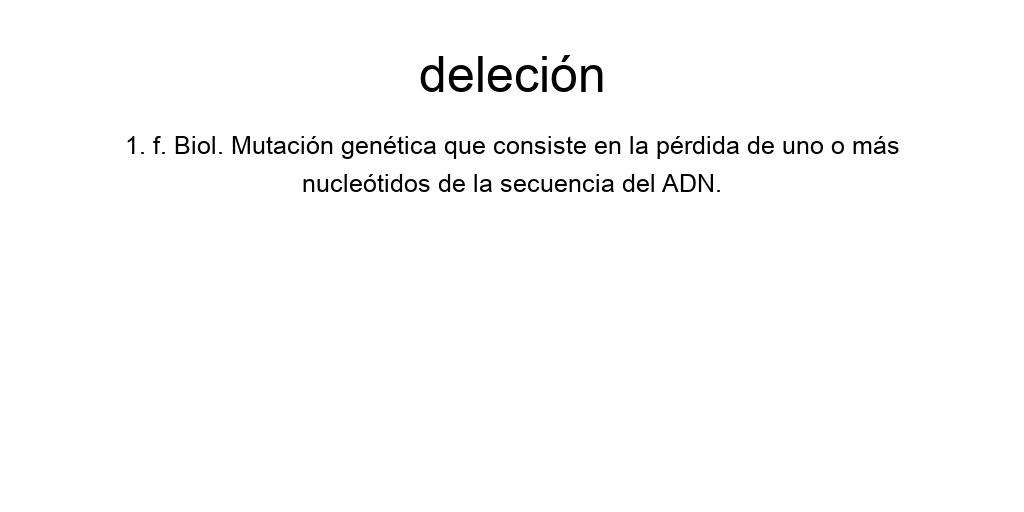 deleción
1. f. Biol. Mutación genética que consiste en la pérdida de uno o más
nucleótidos de la secuencia del ADN.